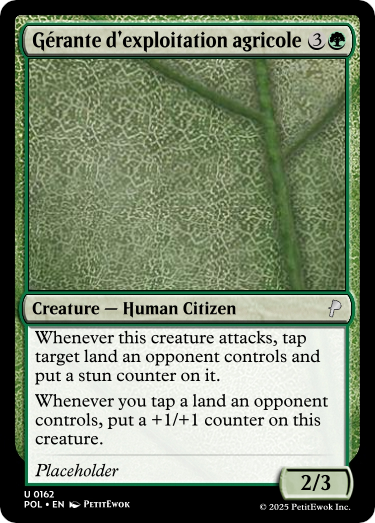 Gérante d'exploitation agricole 3
Creature — Human Citizen
Whenever this creature attacks, tap
target land an opponent controls and
put a stun counter on it.
Whenever you tap a land an opponent
controls, put a +1/+1 counter on this
creature.
Placeholder
2/3
U 0162
POL • EN PetitEwok
© 2025 PetitEwok Inc.